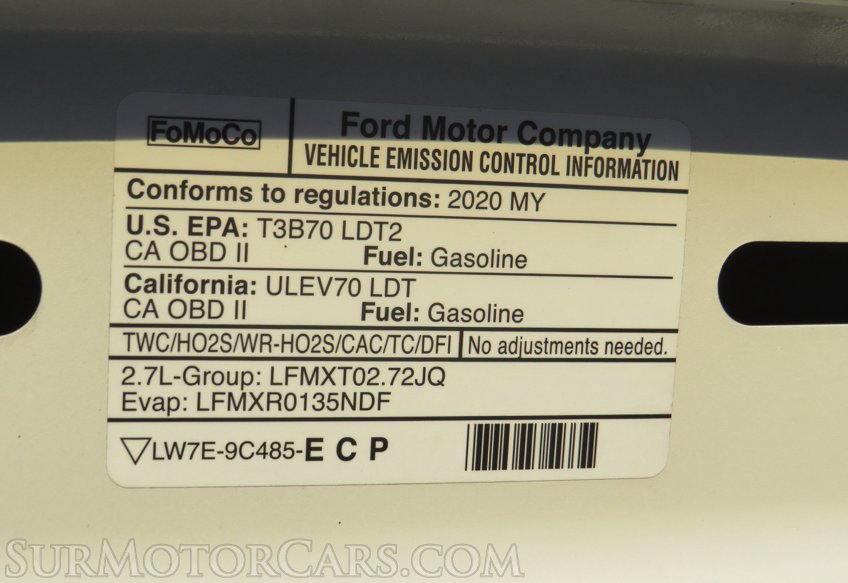 FoMoCo
Ford Motor Company
VEHICLE EMISSION CONTROL INFORMATION
Conforms to regulations: 2020 MY
U.S. EPA: T3B70 LDT2
CA OBD II Fuel: Gasoline
California: ULEV70 LDT
CA OBD II Fuel: Gasoline
TWC/HO2S/WR-HO2S/CAC/TC/DFI No adjustments needed.
2.7L-Group: LFMXT02.72JQ
Evap: LFMXR0135NDF
LW7E-9C485-E C P
SURMOTORCARS.COM